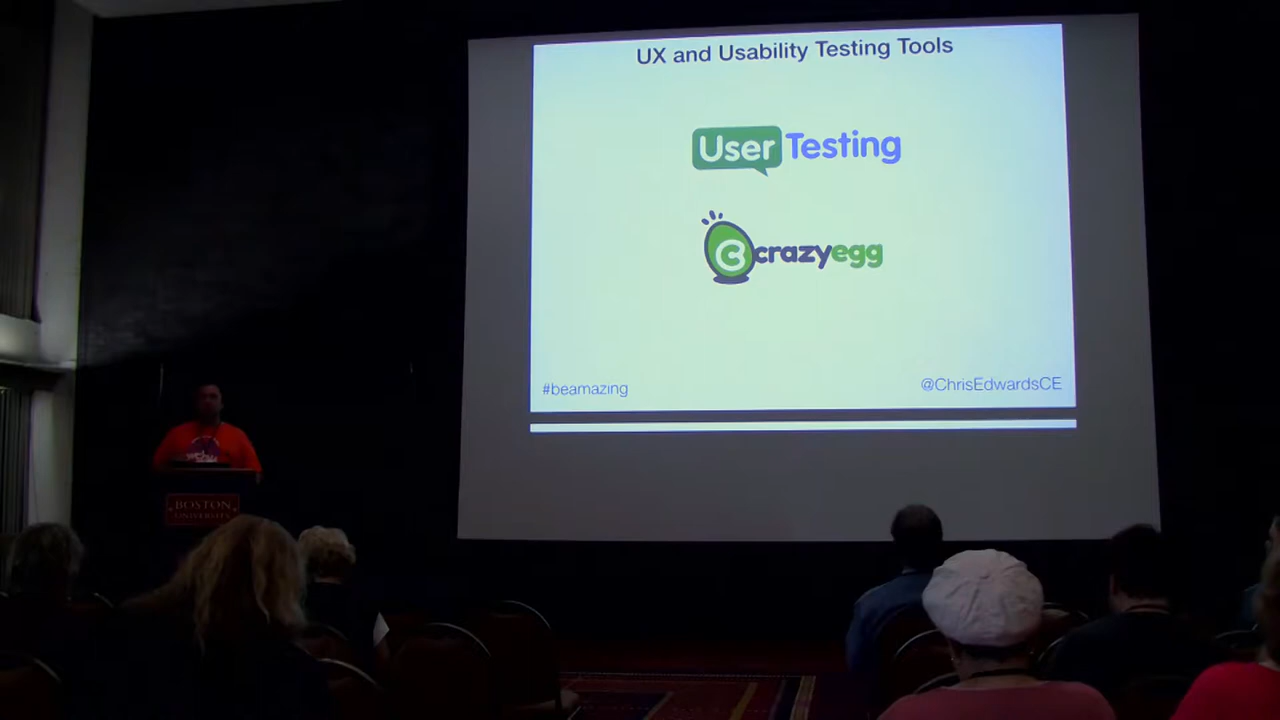 UX and Usability Testing Tools
User Testing
crazyegg
#beamazing
@ChrisEdwardsCE
BOSTON
UNIVERSITY